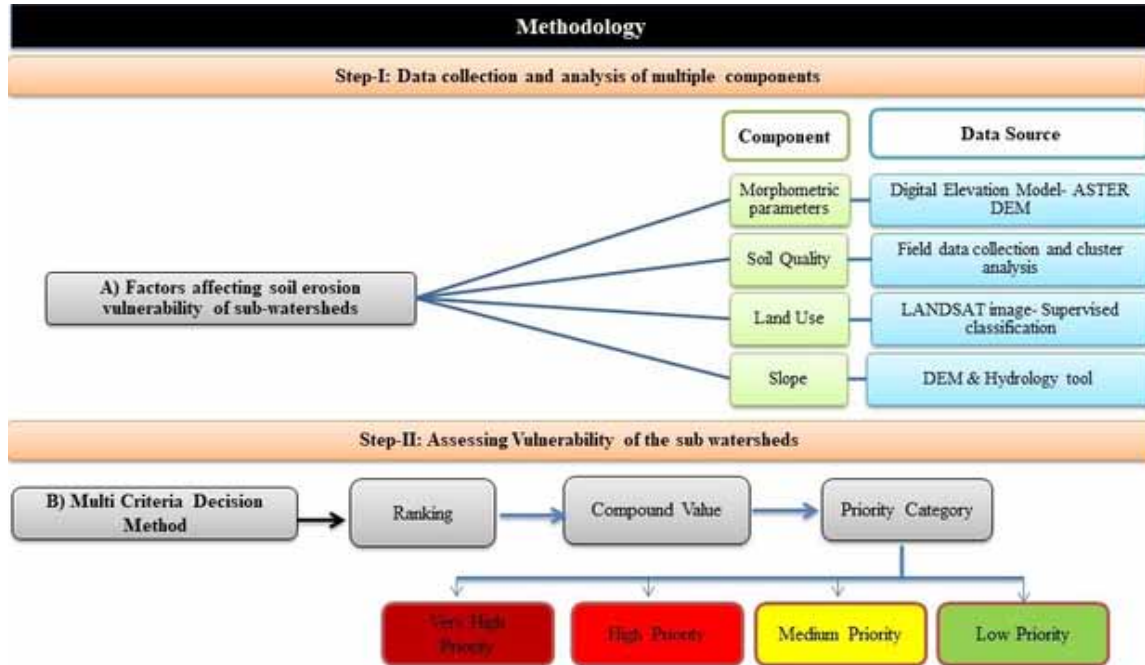 Methodology
Step-I: Data collection and analysis of multiple components
Component
Data Source
Morphometric
parameters
Digital Elevation Model- ASTER
DEM
Soil Quality
Field data collection and cluster
analysis
A) Factors affecting soil erosion
vulnerability of sub-watersheds
Land Use
LANDSAT image- Supervised
classification
Slope
DEM & Hydrology tool
Step-II: Assessing Vulnerability of the sub watersheds
B) Multi Criteria Decision
Method
Ranking
Compound Value
Priority Category
Very High
Priority
High Priority
Medium Priority
Low Priority